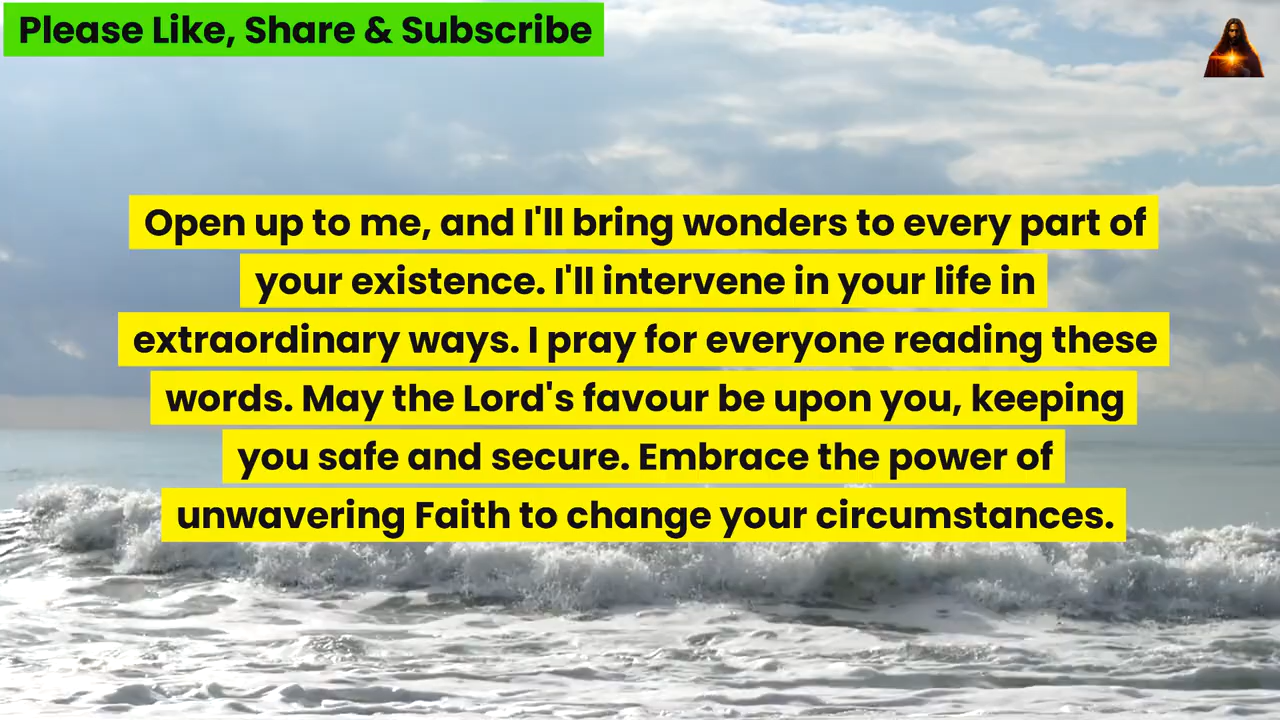 Please Like, Share & Subscribe
Open up to me, and I'll bring wonders to every part of
your existence. I'll intervene in your life in
extraordinary ways. I pray for everyone reading these
words. May the Lord's favour be upon you, keeping
you safe and secure. Embrace the power of
unwavering Faith to change your circumstances.